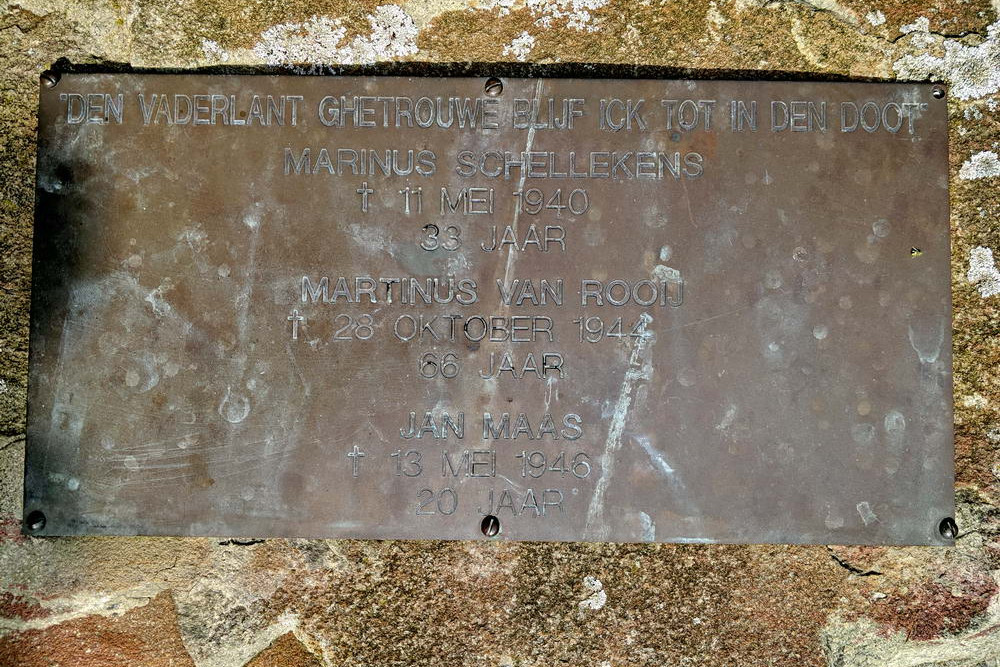 "DEN VADERLANT GHETROUWE BLIJF ICK TOT IN DEN DOOT"
MARINUS SCHELLEKENS
† 11 MEI 1940
33 JAAR
MARTINUS VAN ROOIJ
† 28 OKTOBER 1944
66 JAAR
JAN MAAS
† 13 MEI 1946
20 JAAR